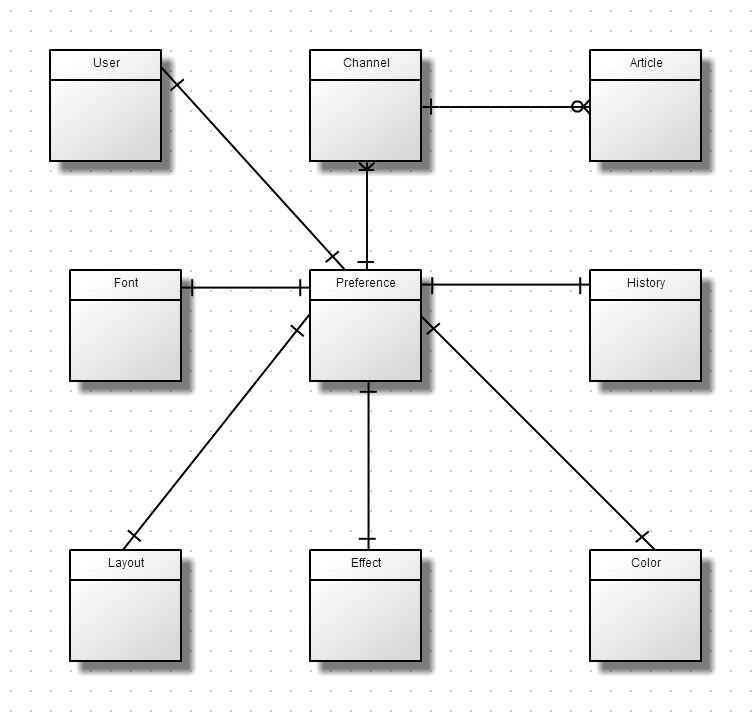 User
Channel
Article
Font
Preference
History
Layout
Effect
Color